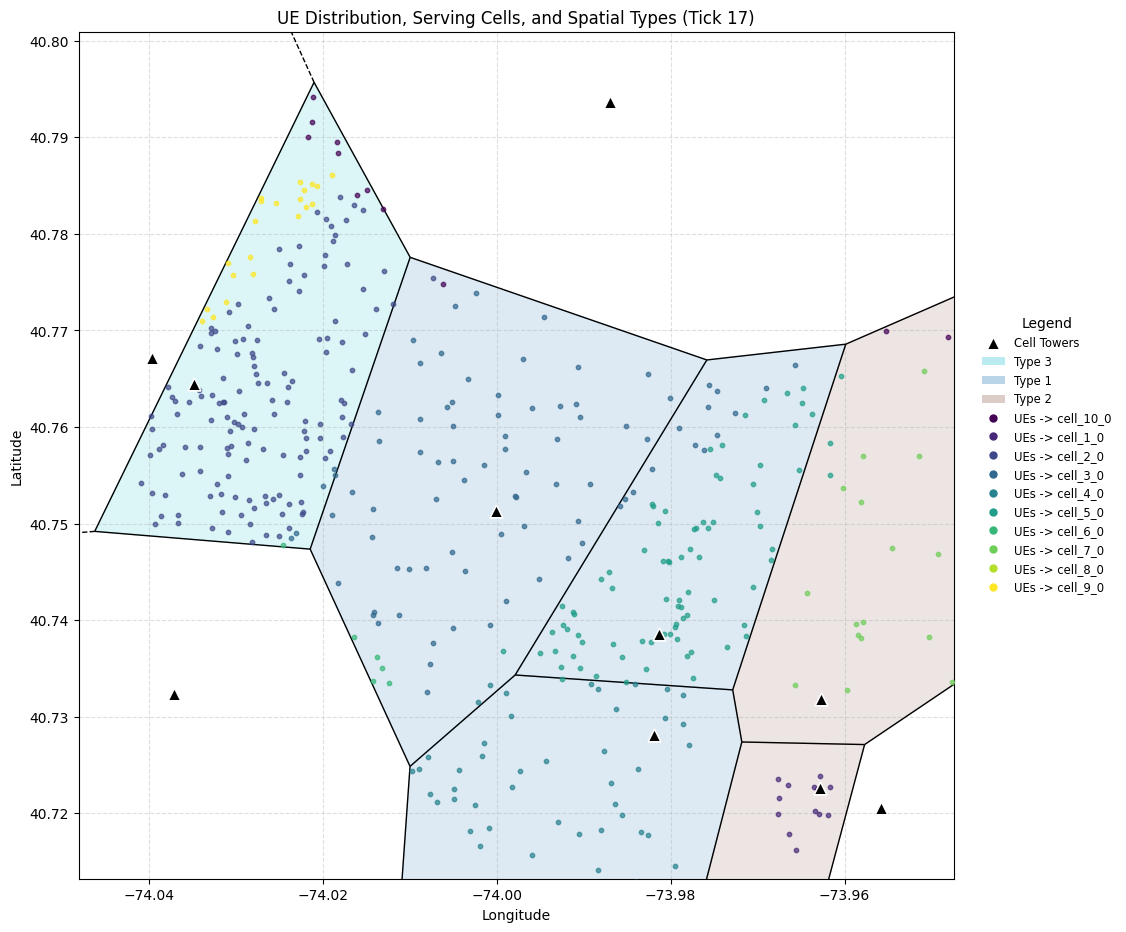 UE Distribution, Serving Cells, and Spatial Types (Tick 17)
40.80
40.79
40.78
40.77
40.76
40.75
40.74
40.73
40.72
Latitude
−74.04
−74.02
−74.00
−73.98
−73.96
Longitude
Legend
Cell Towers
Type 3
Type 1
Type 2
UEs -> cell_10_0
UEs -> cell_1_0
UEs -> cell_2_0
UEs -> cell_3_0
UEs -> cell_4_0
UEs -> cell_5_0
UEs -> cell_6_0
UEs -> cell_7_0
UEs -> cell_8_0
UEs -> cell_9_0